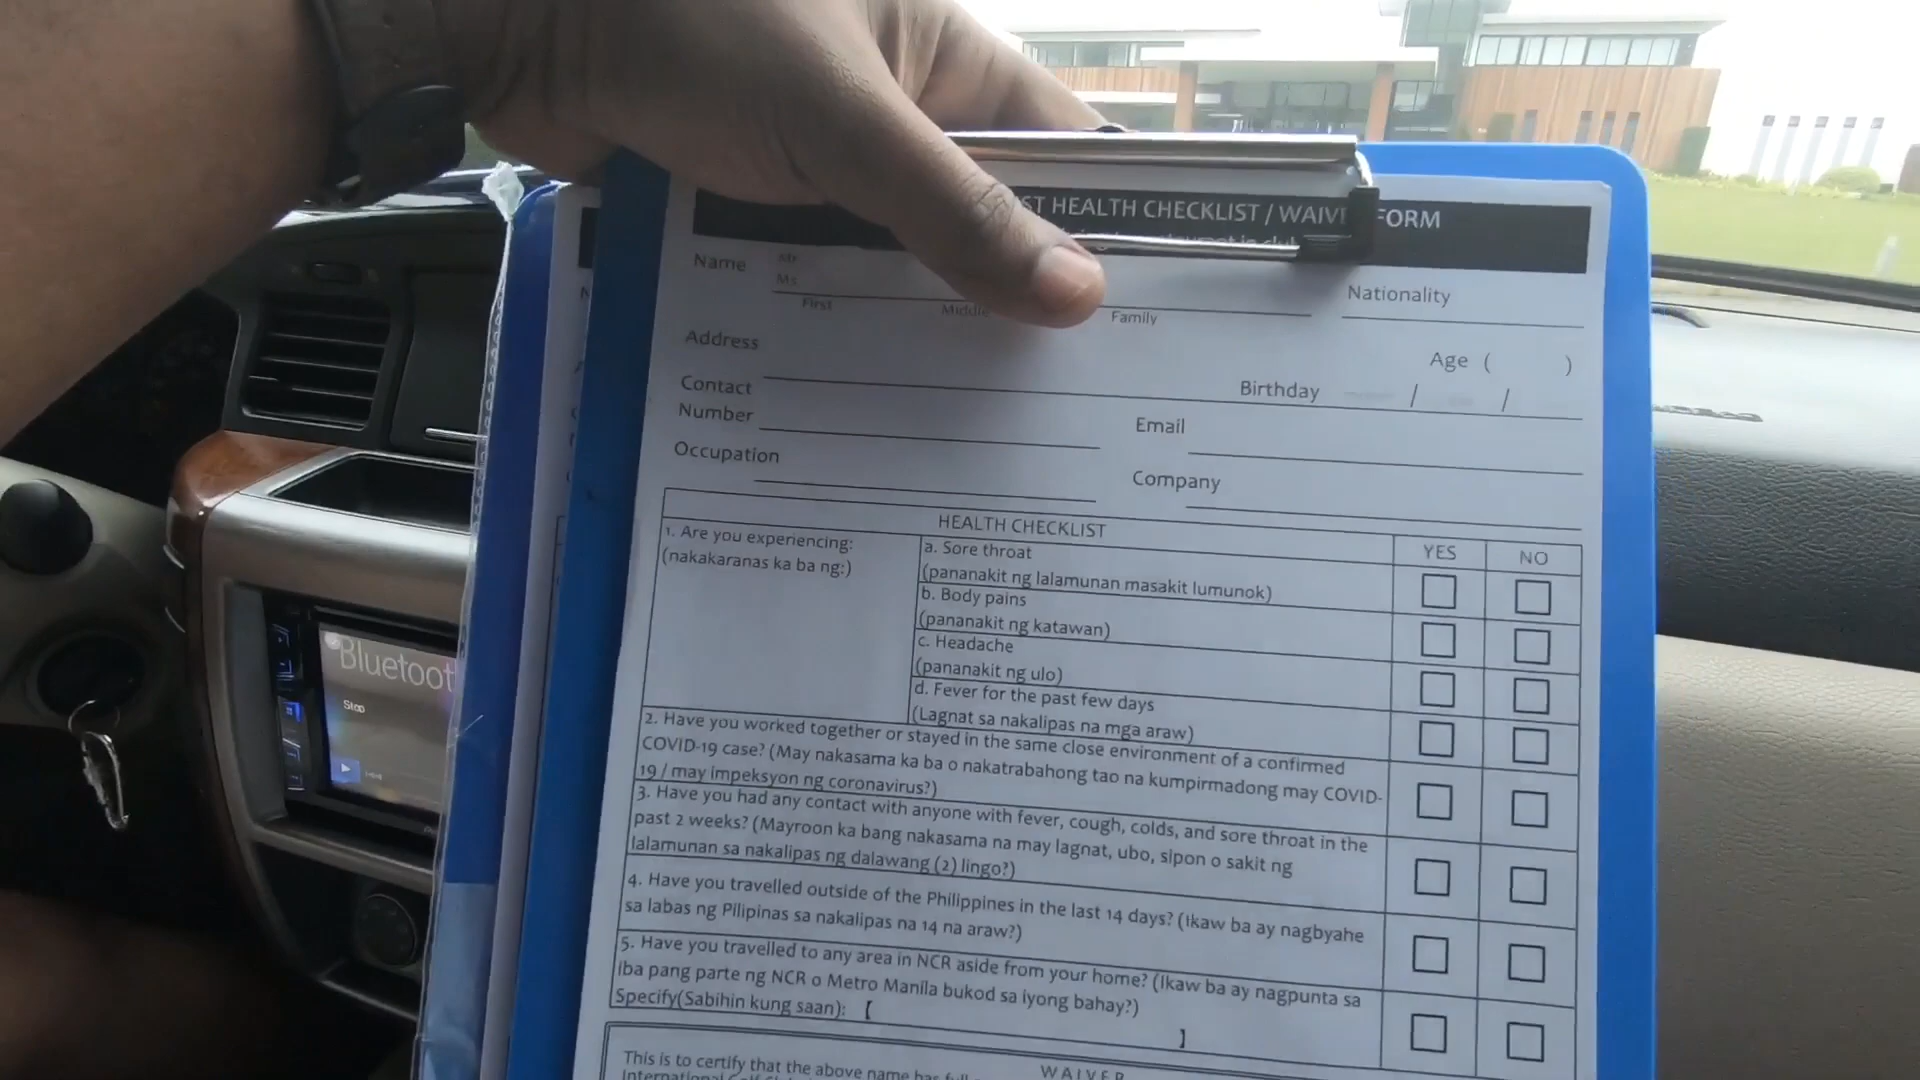 HEALTH CHECKLIST / WAIVER FORM
Name
Mr
Ms
First Middle Family
Nationality
Address
Age ( )
Contact
Number
Birthday / /
Email
Occupation
Company
HEALTH CHECKLIST
YES NO
1. Are you experiencing:
(nakakaranas ka ba ng:)
a. Sore throat
(pananakit ng lalamunan masakit lumunok)
b. Body pains
(pananakit ng katawan)
c. Headache
(pananakit ng ulo)
d. Fever for the past few days
(Lagnat sa nakalipas na mga araw)
2. Have you worked together or stayed in the same close environment of a confirmed
COVID-19 case? (May nakasama ka ba o nakatrabahong tao na kumpirmadong may COVID-
19 / may impeksyon ng coronavirus?)
3. Have you had any contact with anyone with fever, cough, colds, and sore throat in the
past 2 weeks? (Mayroon ka bang nakasama na may lagnat, ubo, sipon o sakit ng
lalamunan sa nakalipas ng dalawang (2) lingo?)
4. Have you travelled outside of the Philippines in the last 14 days? (Ikaw ba ay nagbyahe
sa labas ng Pilipinas sa nakalipas na 14 na araw?)
5. Have you travelled to any area in NCR aside from your home? (Ikaw ba ay nagpunta sa
iba pang parte ng NCR o Metro Manila bukod sa iyong bahay?)
Specify(Sabihin kung saan): [ ]
WAIVER
This is to certify that the above name has
International Golf
Bluetoot
Stop